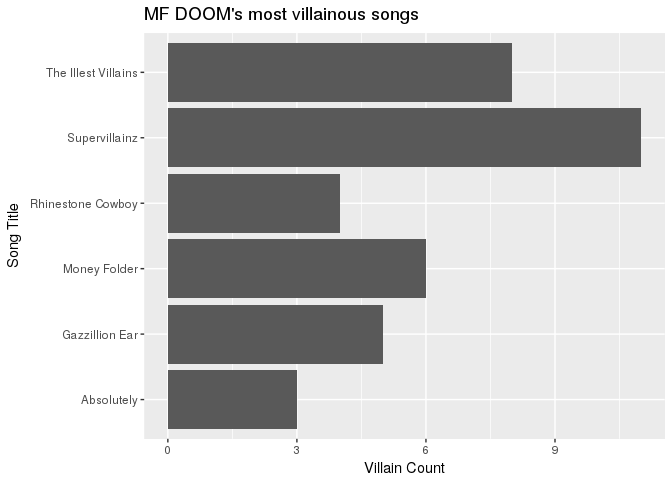 MF DOOM's most villainous songs
Song Title
The Illest Villains
Supervillainz
Rhinestone Cowboy
Money Folder
Gazzillion Ear
Absolutely
0 3 6 9
Villain Count